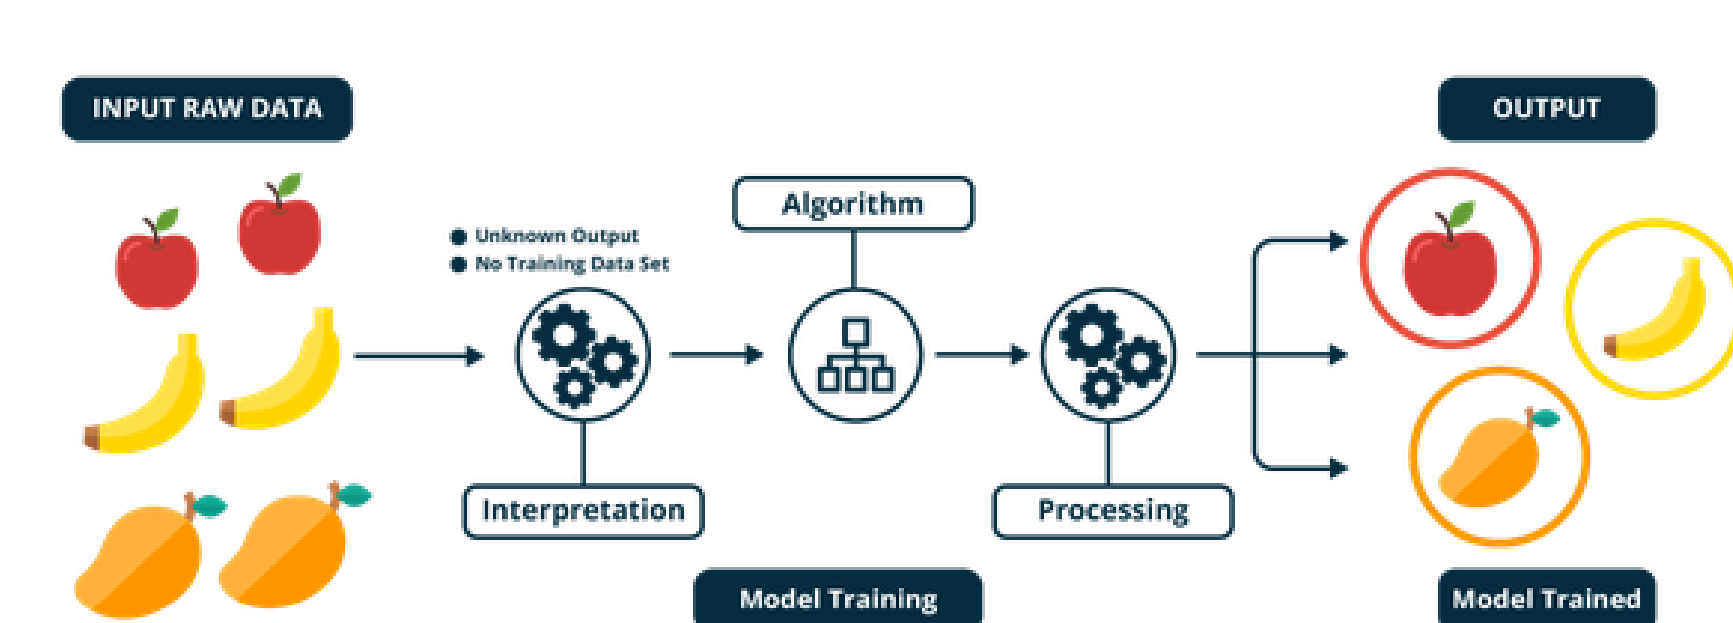 INPUT RAW DATA
OUTPUT
Algorithm
Unknown Output
No Training Data Set
Interpretation
Processing
Model Training
Model Trained